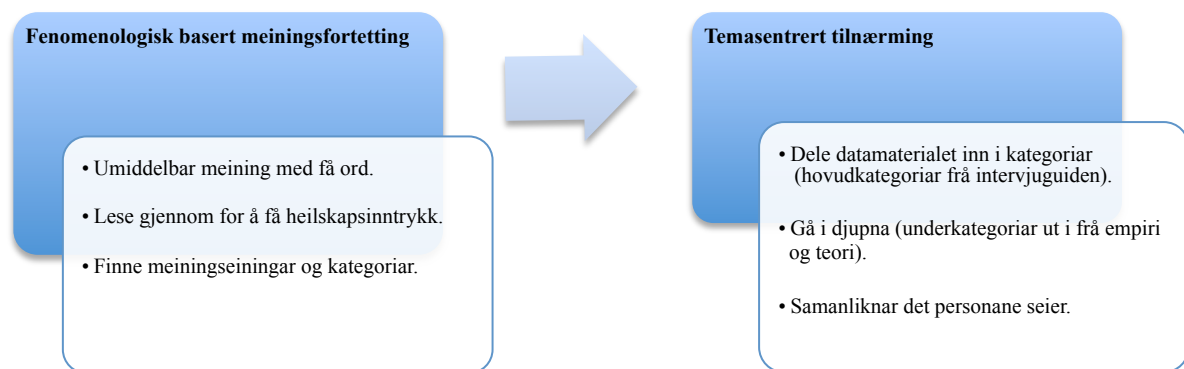 Fenomenologisk basert meiningsfortetting
• Umiddelbar meining med få ord.
• Lese gjennom for å få heilskapsinntrykk.
• Finne meiningseiningar og kategoriar.
Temasentrert tilnærming
• Dele datamaterialet inn i kategoriar
(hovudkategoriar frå intervjuguiden).
• Gå i djupna (underkategoriar ut i frå empiri
og teori).
• Samanliknar det personane seier.